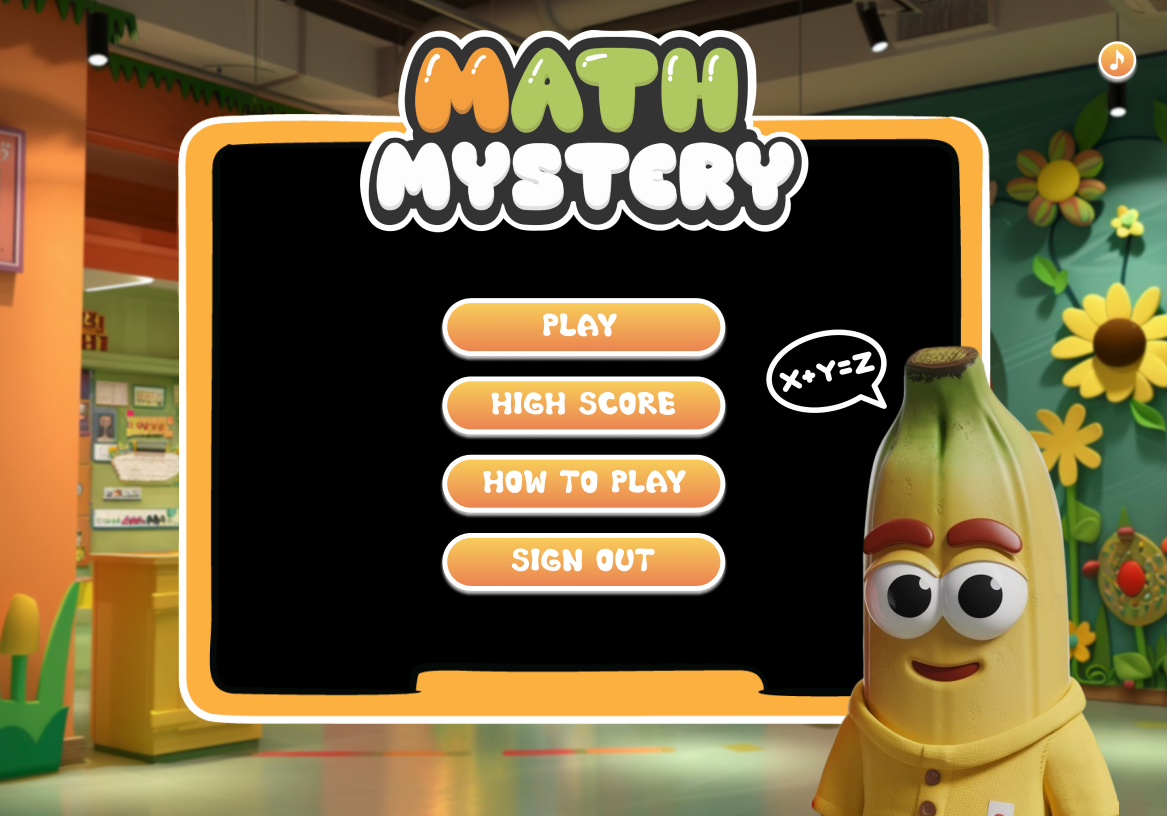 MATH
MYSTERY
PLAY
HIGH SCORE
X+Y=Z
HOW TO PLAY
SIGN OUT